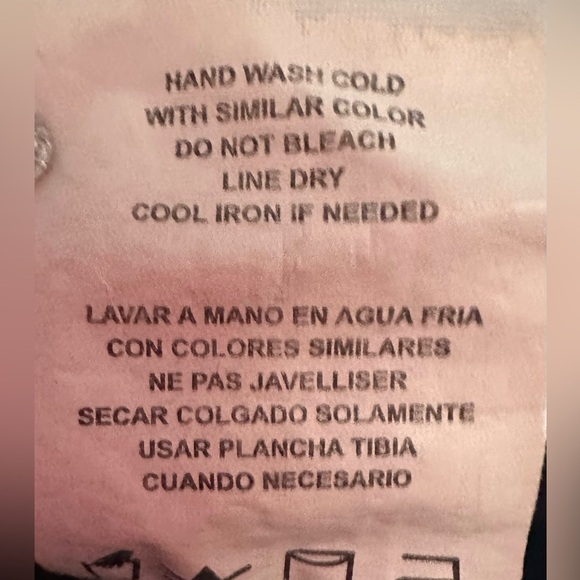 HAND WASH COLD
WITH SIMILAR COLOR
DO NOT BLEACH
LINE DRY
COOL IRON IF NEEDED
LAVAR A MANO EN AGUA FRIA
CON COLORES SIMILARES
NE PAS JAVELLISER
SECAR COLGADO SOLAMENTE
USAR PLANCHA TIBIA
CUANDO NECESARIO